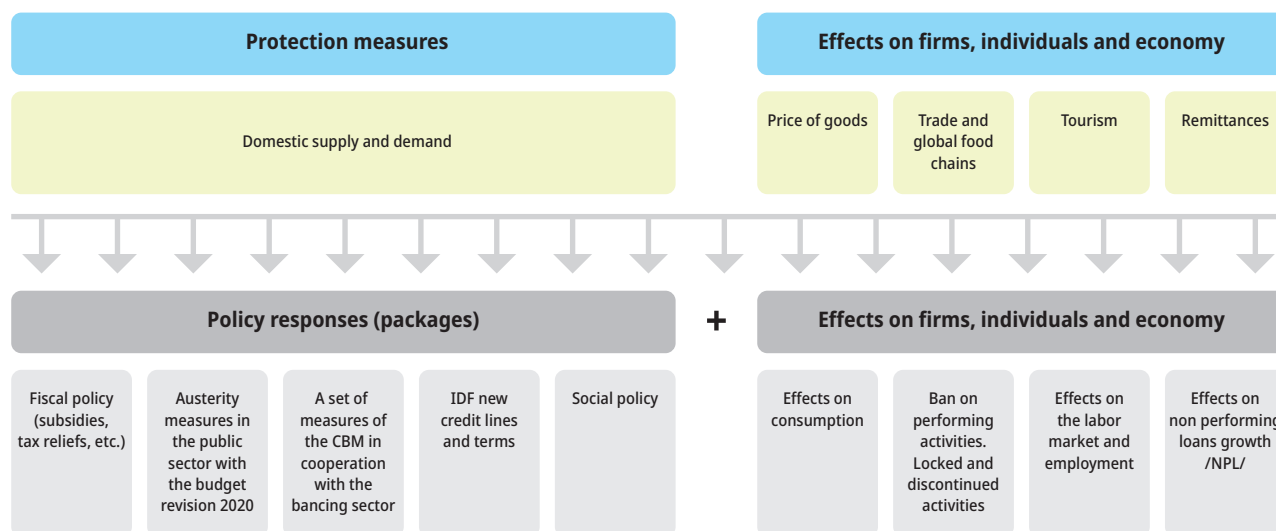 Protection measures
Effects on firms, individuals and economy
Domestic supply and demand
Price of goods
Trade and
global food
chains
Tourism
Remittances
Policy responses (packages)
+
Effects on firms, individuals and economy
Fiscal policy
(subsidies,
tax reliefs, etc.)
Austerity
measures in
the public
sector with
the budget
revision 2020
A set of
measures of
the CBM in
cooperation
with the
bancing sector
IDF new
credit lines
and terms
Social policy
Effects on
consumption
Ban on
performing
activities.
Locked and
discontinued
activities
Effects on
the labor
market and
employment
Effects on
non performing
loans growth
/NPL/